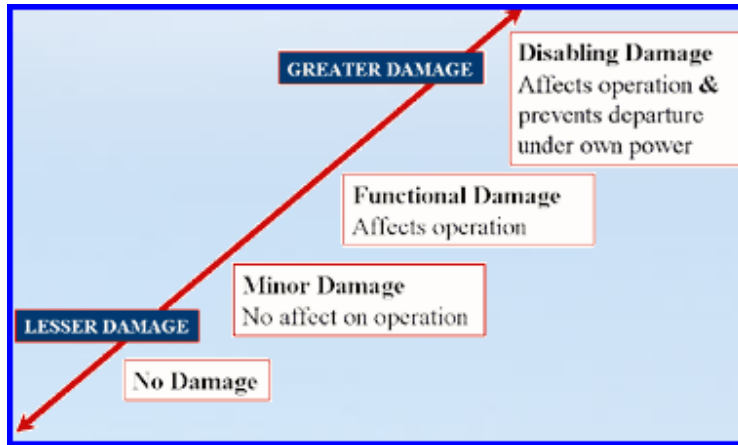 Disabling Damage
Affects operation &
prevents departure
under own power
GREATER DAMAGE
Functional Damage
Affects operation
Minor Damage
No affect on operation
LESSER DAMAGE
No Damage